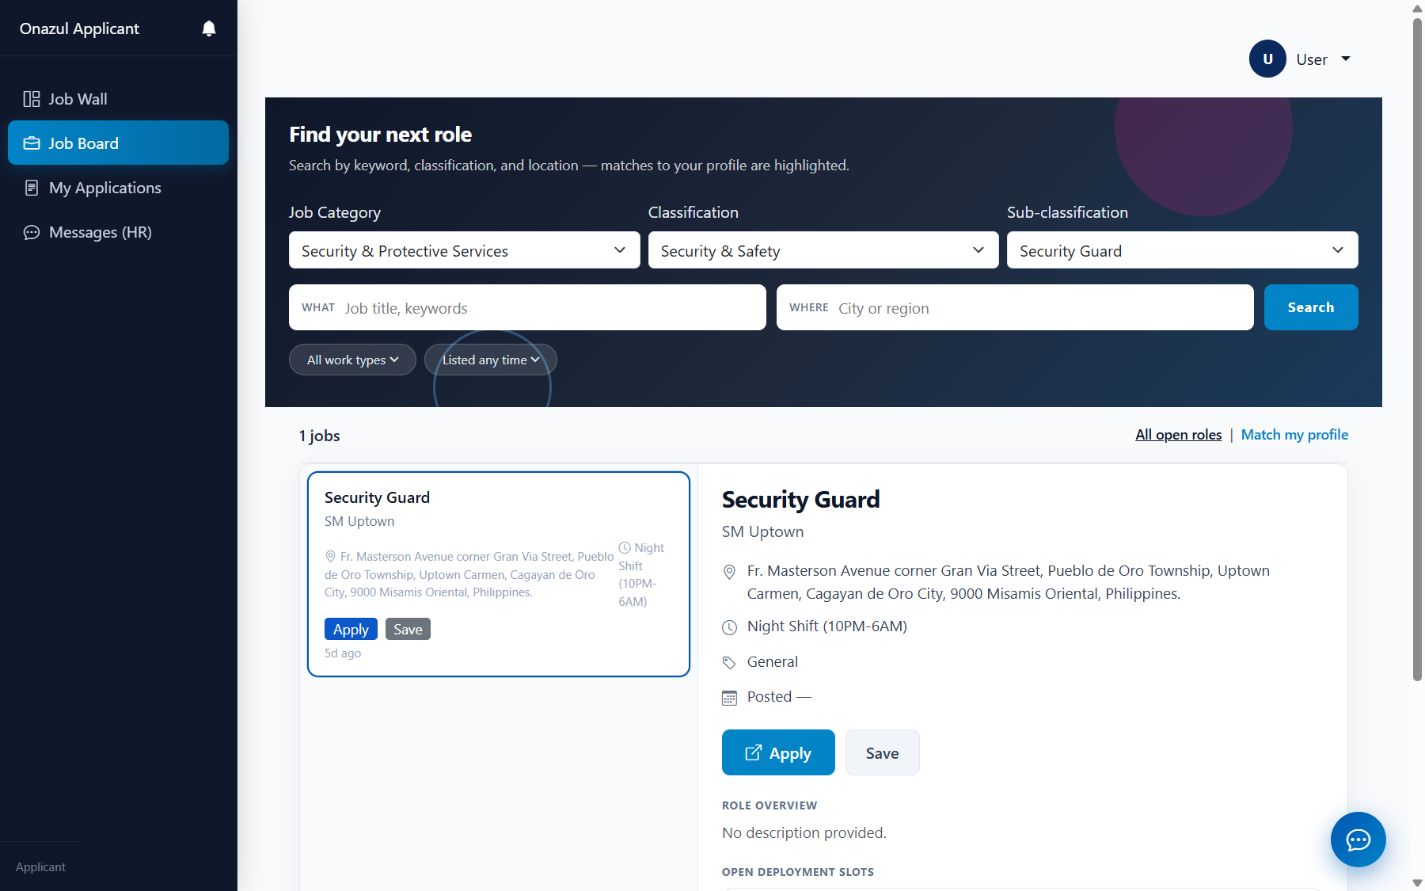 Onazul Applicant
Job Wall
Job Board
My Applications
Messages (HR)
Applicant
U User
Find your next role
Search by keyword, classification, and location — matches to your profile are highlighted.
Job Category
Classification
Sub-classification
Security & Protective Services
Security & Safety
Security Guard
WHAT Job title, keywords
WHERE City or region
Search
All work types
Listed any time
1 jobs
All open roles | Match my profile
Security Guard
SM Uptown
Fr. Masterson Avenue corner Gran Via Street, Pueblo
de Oro Township, Uptown Carmen, Cagayan de Oro
City, 9000 Misamis Oriental, Philippines.
Night
Shift
(10PM-
6AM)
Apply Save
5d ago
Security Guard
SM Uptown
Fr. Masterson Avenue corner Gran Via Street, Pueblo de Oro Township, Uptown
Carmen, Cagayan de Oro City, 9000 Misamis Oriental, Philippines.
Night Shift (10PM-6AM)
General
Posted —
Apply
Save
ROLE OVERVIEW
No description provided.
OPEN DEPLOYMENT SLOTS